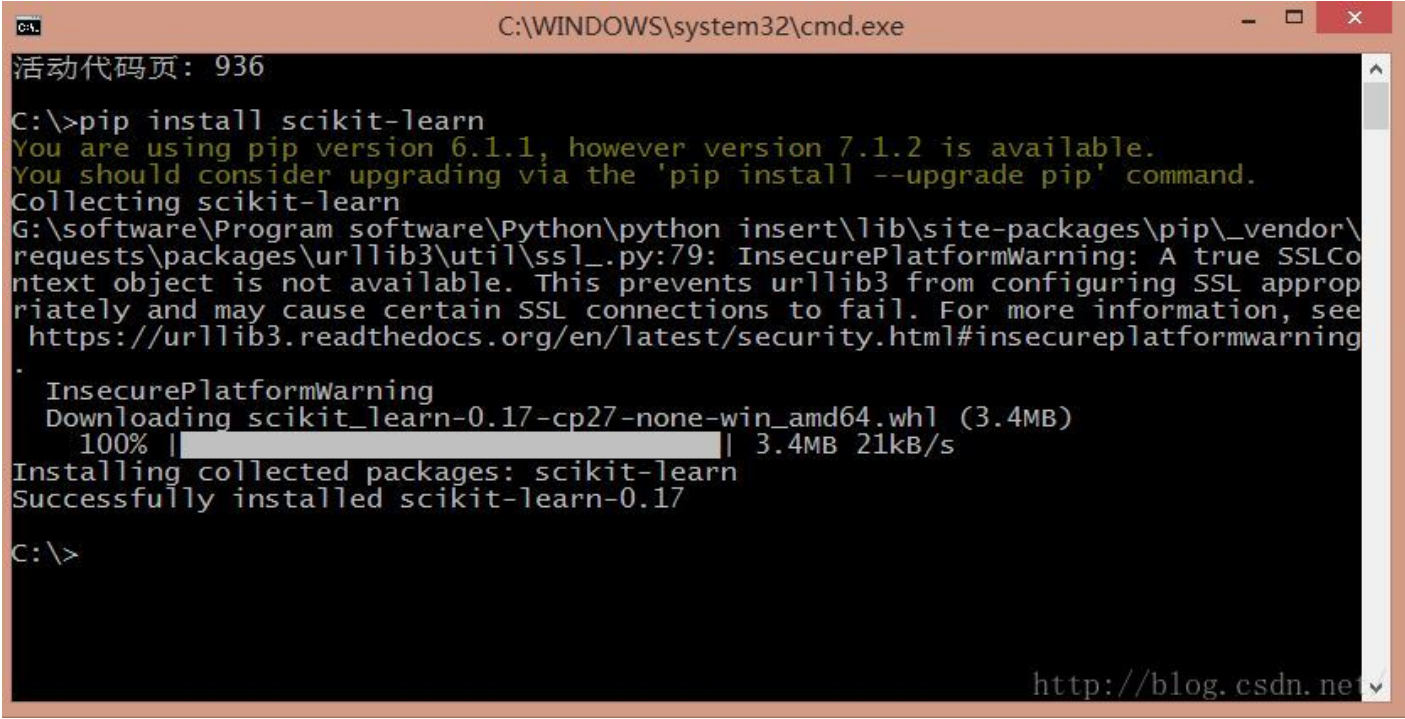 C:\WINDOWS\system32\cmd.exe
活动代码页: 936
C:\>pip install scikit-learn
You are using pip version 6.1.1, however version 7.1.2 is available.
You should consider upgrading via the 'pip install --upgrade pip' command.
Collecting scikit-learn
G:\software\Program software\Python\python insert\lib\site-packages\pip\_vendor\
requests\packages\urllib3\util\ssl_.py:79: InsecurePlatformWarning: A true SSLCo
ntext object is not available. This prevents urllib3 from configuring SSL approp
riately and may cause certain SSL connections to fail. For more information, see
https://urllib3.readthedocs.org/en/latest/security.html#insecureplatformwarning
.
InsecurePlatformWarning
Downloading scikit_learn-0.17-cp27-none-win_amd64.whl (3.4MB)
100% |████████████████████████████████| 3.4MB 21kB/s
Installing collected packages: scikit-learn
Successfully installed scikit-learn-0.17
C:\>
http://blog.csdn.net/